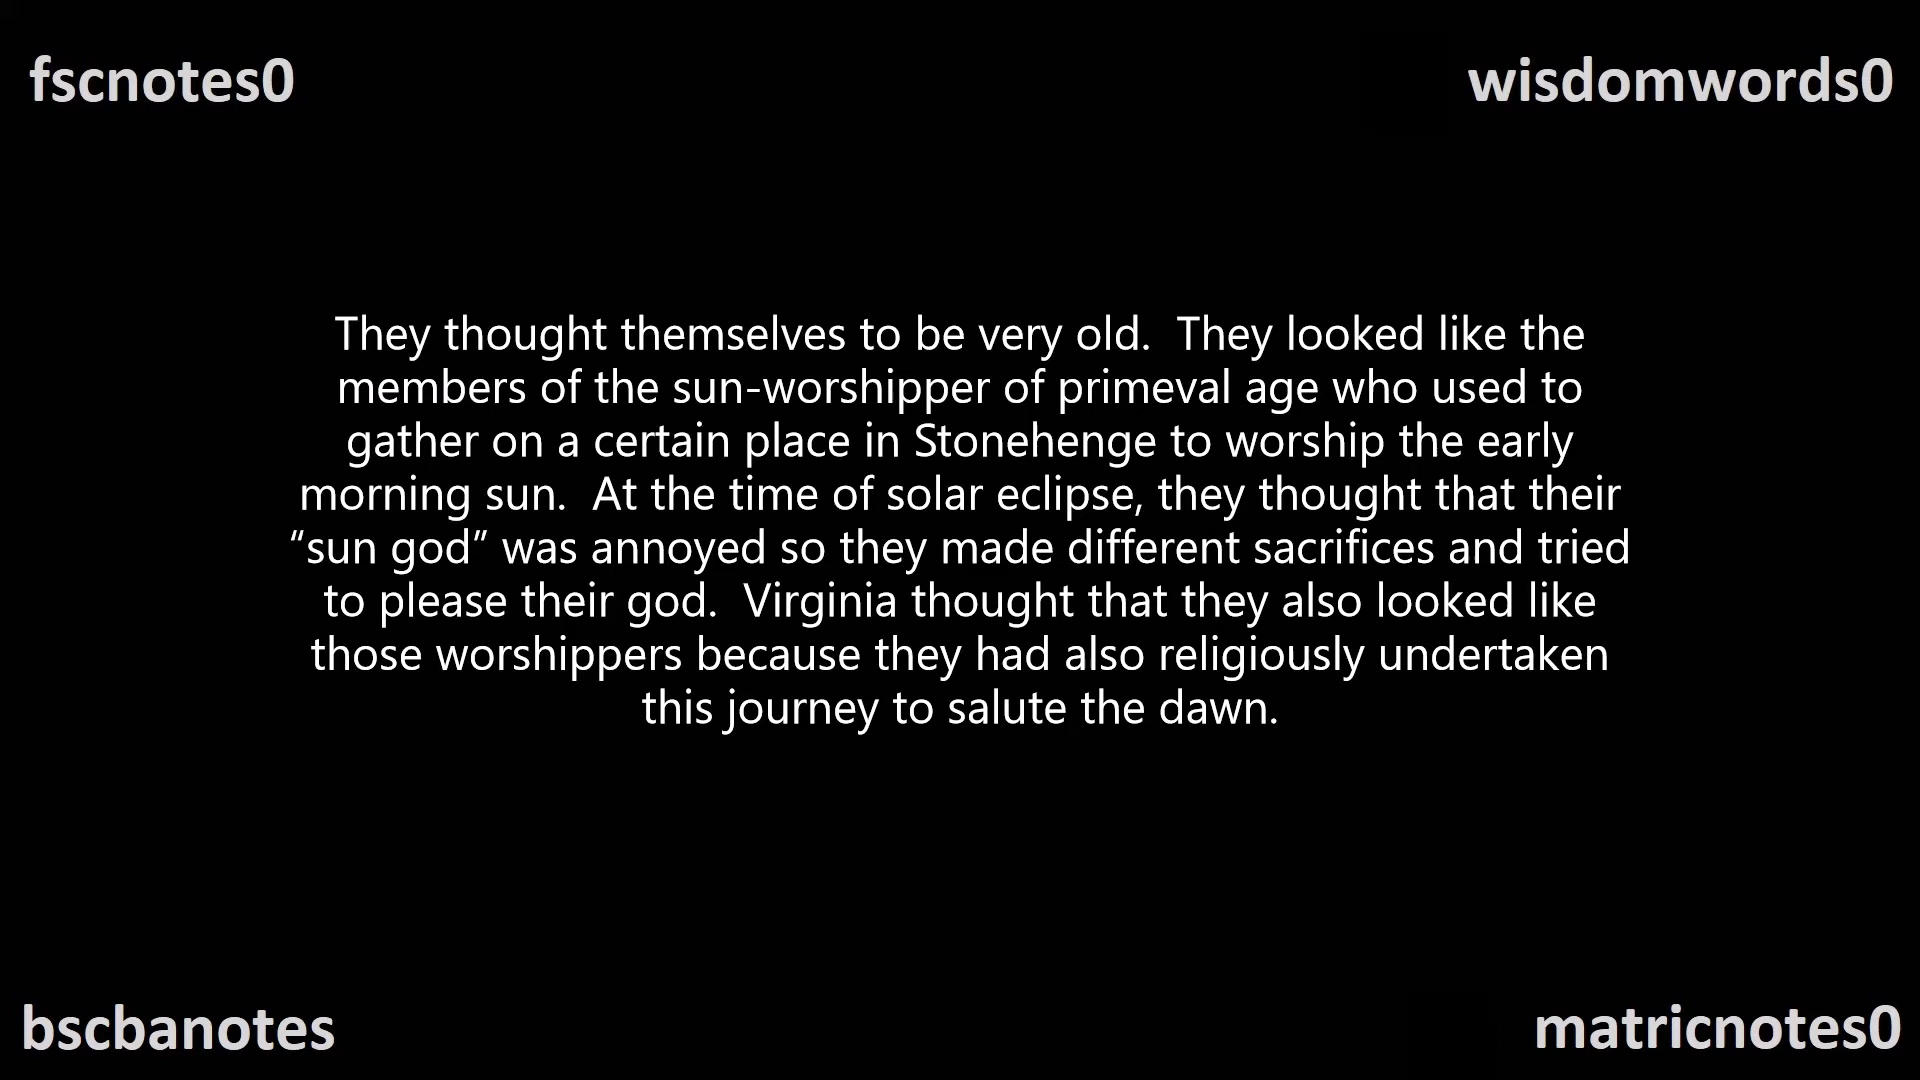 fscnotes0
wisdomwords0
They thought themselves to be very old.  They looked like the
members of the sun-worshipper of primeval age who used to
gather on a certain place in Stonehenge to worship the early
morning sun.  At the time of solar eclipse, they thought that their
“sun god” was annoyed so they made different sacrifices and tried
to please their god.  Virginia thought that they also looked like
those worshippers because they had also religiously undertaken
this journey to salute the dawn.
bscbanotes
matricnotes0